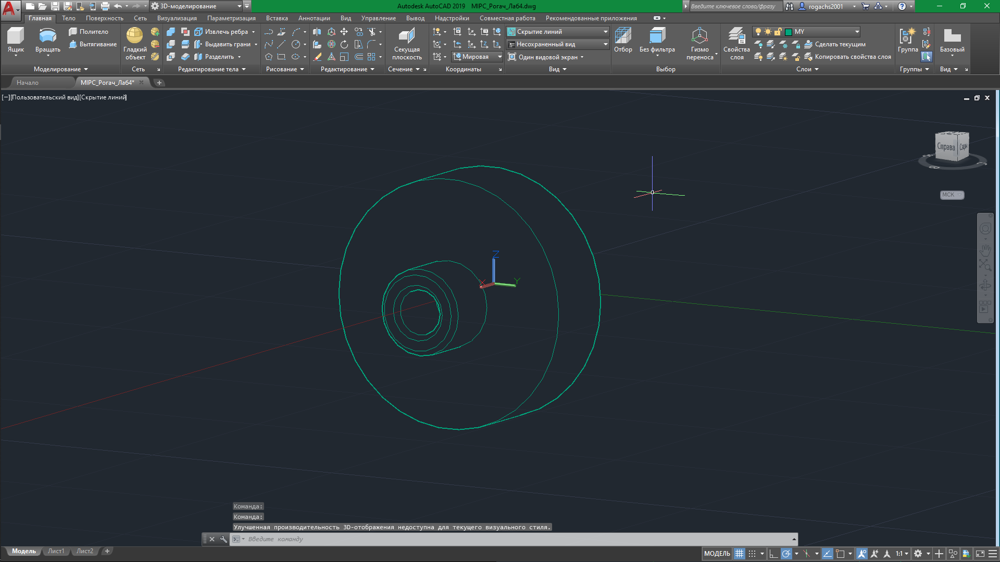 3D-моделирование
Autodesk AutoCAD 2019 MIPC_Рогач_Ла64.dwg
Введите ключевое слово/фразу
rogachs2001
Главная Тело Поверхность Сеть Визуализация Параметризация Вставка Аннотации Вид Управление Вывод Надстройки Совместная работа Рекомендованные приложения
Ящик
Вращать
Политело
Вытягивание
Гладкий объект
Извлечь ребра
Выдавить грани
Разделить
Секущая плоскость
Мировая
Скрытие линий
Несохраненный вид
Один видовой экран
Отбор
Без фильтра
Гизмо переноса
Свойства слоя
MY
Сделать текущим
Копировать свойства слоя
Группа
Базовый
Моделирование Сеть Редактирование тела Рисование Редактирование Сечение Координаты Вид Выбор Слои Группы Вид
Начало MIPC_Рогач_Ла64*
[−][Пользовательский вид][Скрытие линий]
Справа
МСК
Z
X
Y
Команда:
Команда:
Улучшенная производительность 3D-отображения недоступна для текущего визуального стиля.
Введите команду
Модель Лист1 Лист2
МОДЕЛЬ
1:1